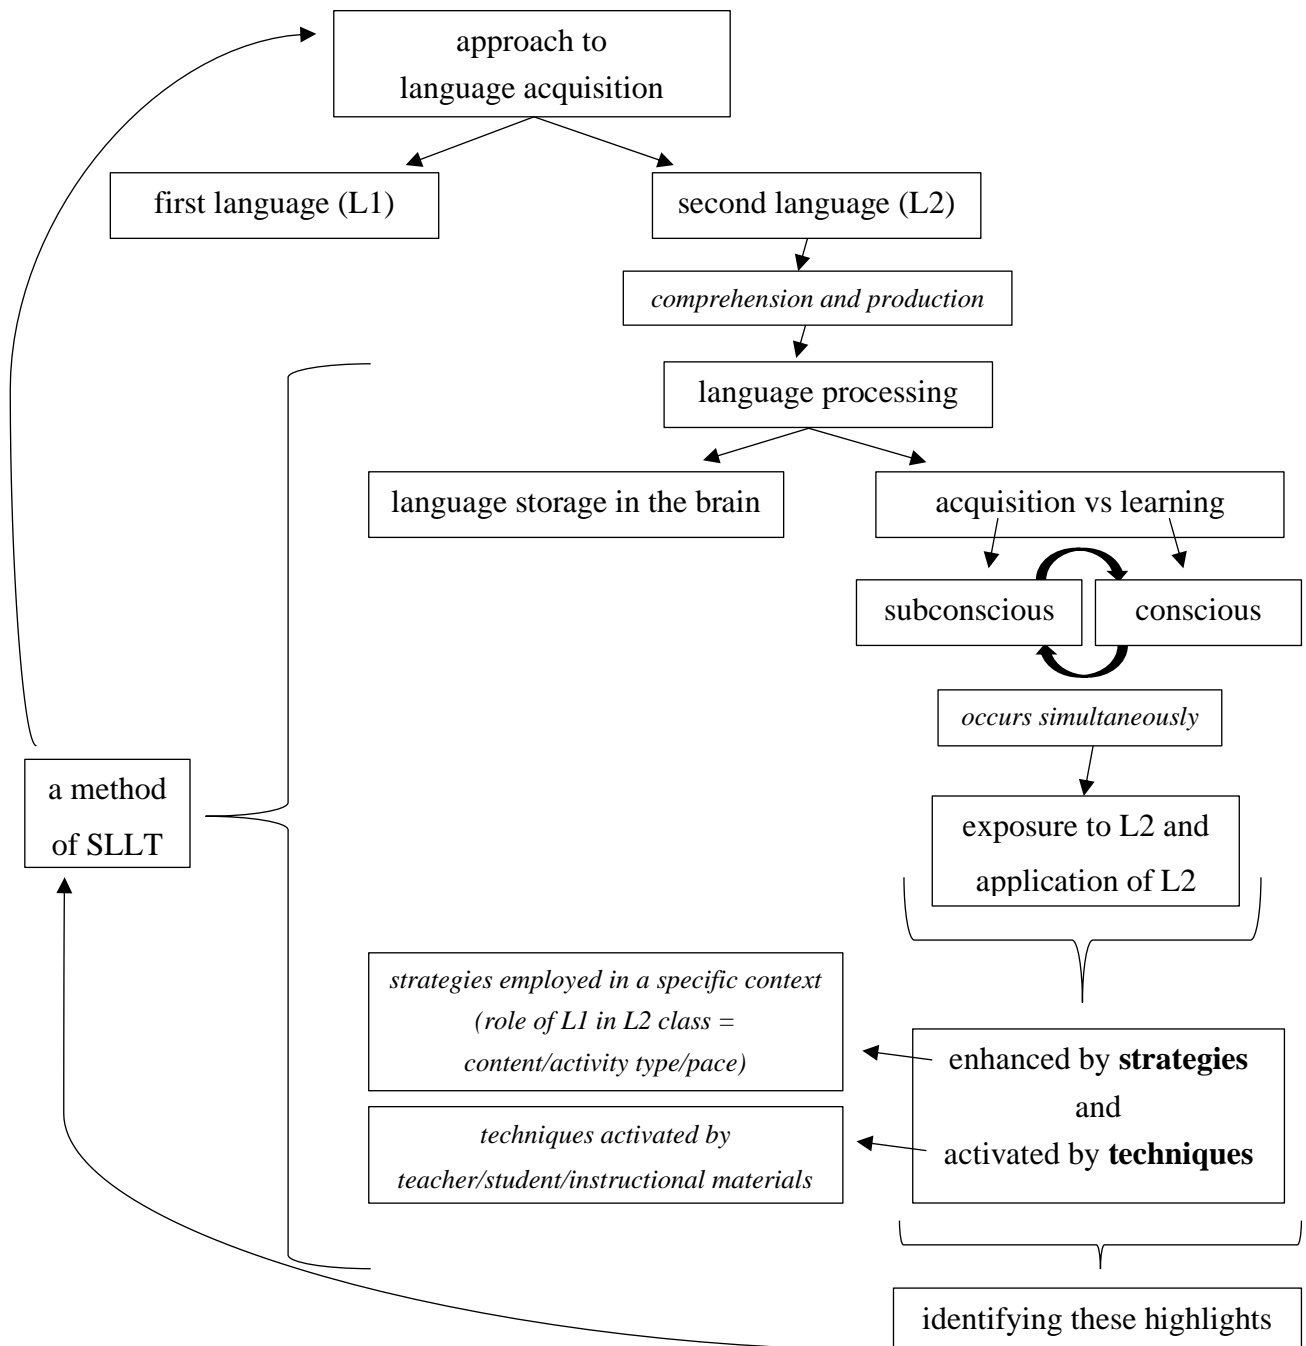 approach to
language acquisition
first language (L1)
second language (L2)
comprehension and production
language processing
language storage in the brain
acquisition vs learning
subconscious
conscious
occurs simultaneously
a method
of SLLT
exposure to L2 and
application of L2
strategies employed in a specific context
(role of L1 in L2 class =
content/activity type/pace)
enhanced by strategies
and
activated by techniques
techniques activated by
teacher/student/instructional materials
identifying these highlights